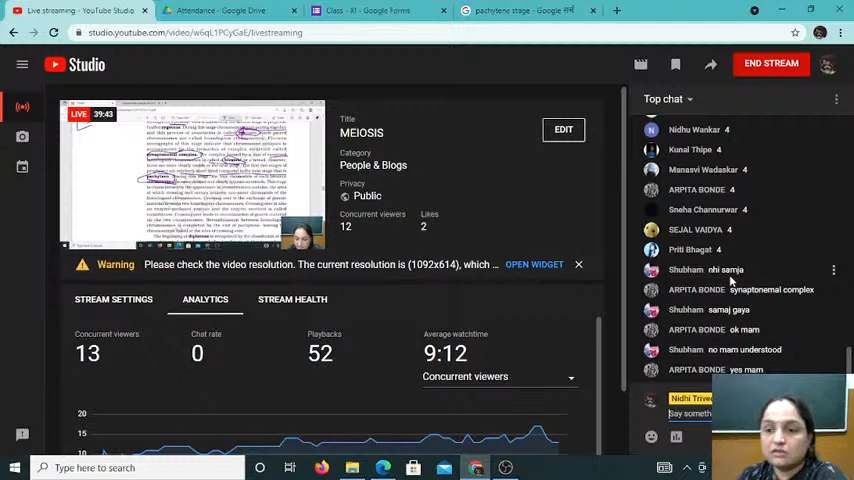 Live streaming - YouTube Studio
Attendance - Google Drive
Class - XI - Google Forms
pachytene stage - Google सर्च
studio.youtube.com/video/w6qL1PCyGaE/livestreaming
Studio
END STREAM
LIVE 39:43
Title
MEIOSIS
EDIT
Category
People & Blogs
Privacy
Public
Concurrent viewers
Likes
12
2
Warning Please check the video resolution. The current resolution is (1092x614), which ... OPEN WIDGET
STREAM SETTINGS
ANALYTICS
STREAM HEALTH
Concurrent viewers
Chat rate
Playbacks
Average watchtime
13
0
52
9:12
Concurrent viewers
20
15
Top chat
Nidhu Wankar 4
Kunal Thipe 4
Manasvi Wadaskar 4
ARPITA BONDE 4
Sneha Channurwar 4
SEJAL VAIDYA 4
Priti Bhagat 4
Shubham nhi samja
ARPITA BONDE synaptonemal complex
Shubham samaj gaya
ARPITA BONDE ok mam
Shubham no mam understood
ARPITA BONDE yes mam
Nidhi Trived
Say someth
Type here to search